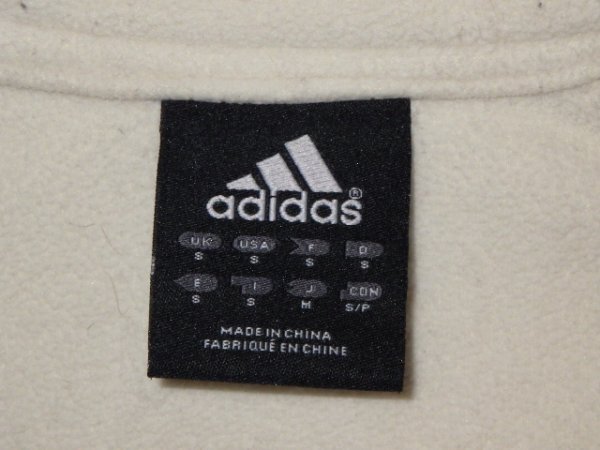 adidas®
UK USA F D
S S S S
E I J CDN
S S M S/P
MADE IN CHINA
FABRIQUÉ EN CHINE